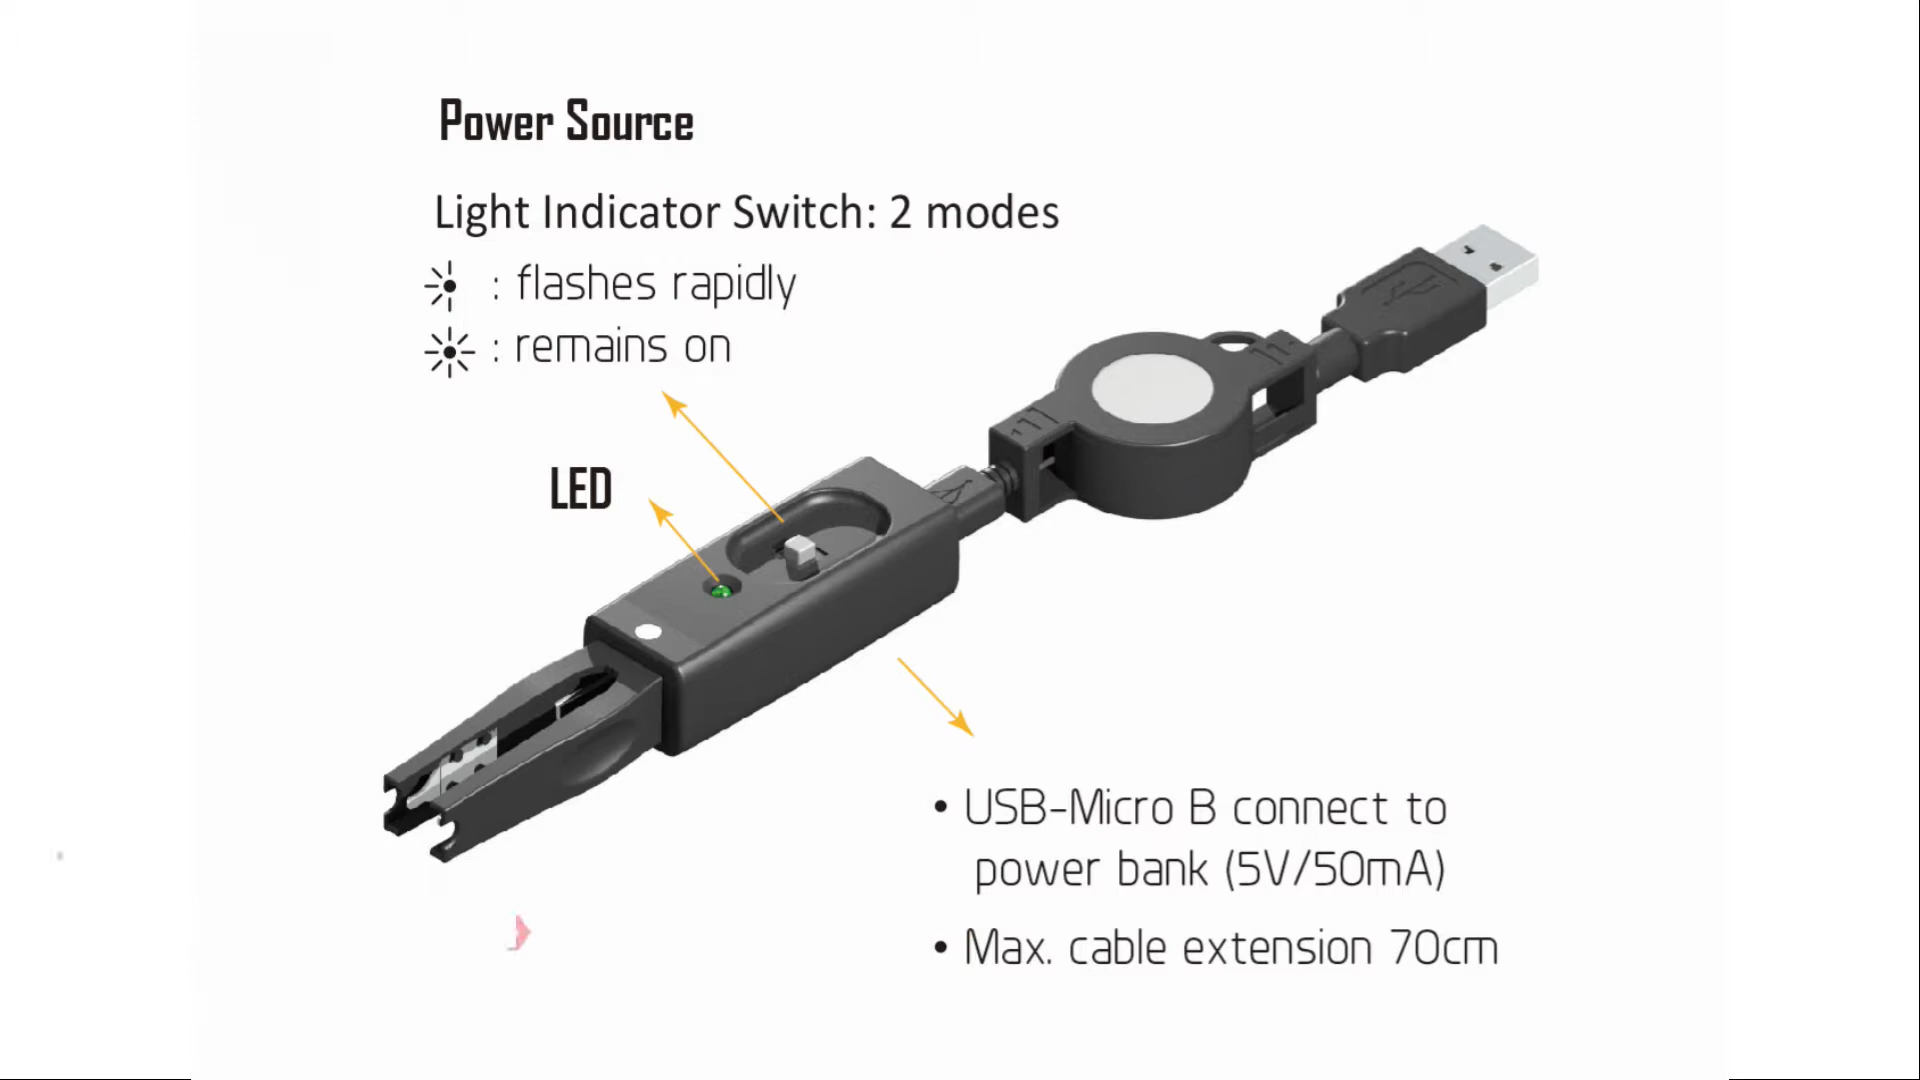 Power Source
Light Indicator Switch: 2 modes
: flashes rapidly
: remains on
LED
• USB-Micro B connect to
power bank (5V/50mA)
• Max. cable extension 70cm